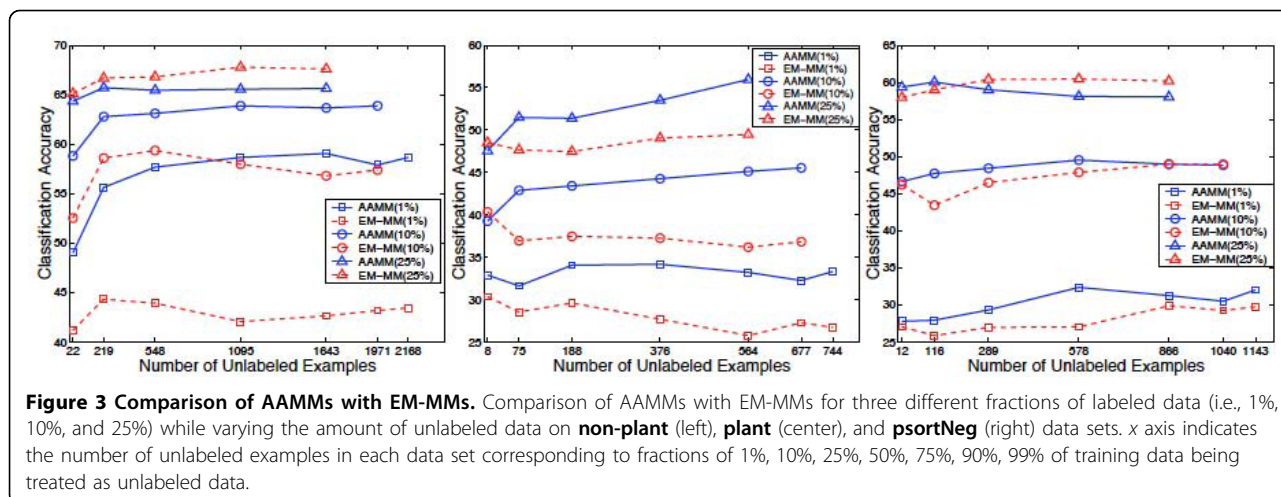 70
65
60
55
50
45
40
Classification Accuracy
AAMM(1%)
EM-MM(1%)
AAMM(10%)
EM-MM(10%)
AAMM(25%)
EM-MM(25%)
22 219 548 1095 1643 1971 2168
Number of Unlabeled Examples
60
55
50
45
40
35
30
25
Classification Accuracy
AAMM(1%)
EM-MM(1%)
AAMM(10%)
EM-MM(10%)
AAMM(25%)
EM-MM(25%)
8 75 188 376 564 677 744
Number of Unlabeled Examples
65
60
55
50
45
40
35
30
25
Classification Accuracy
AAMM(1%)
EM-MM(1%)
AAMM(10%)
EM-MM(10%)
AAMM(25%)
EM-MM(25%)
12 116 289 578 866 1040 1143
Number of Unlabeled Examples
Figure 3 Comparison of AAMMs with EM-MMs. Comparison of AAMMs with EM-MMs for three different fractions of labeled data (i.e., 1%,
10%, and 25%) while varying the amount of unlabeled data on non-plant (left), plant (center), and psortNeg (right) data sets. x axis indicates
the number of unlabeled examples in each data set corresponding to fractions of 1%, 10%, 25%, 50%, 75%, 90%, 99% of training data being
treated as unlabeled data.